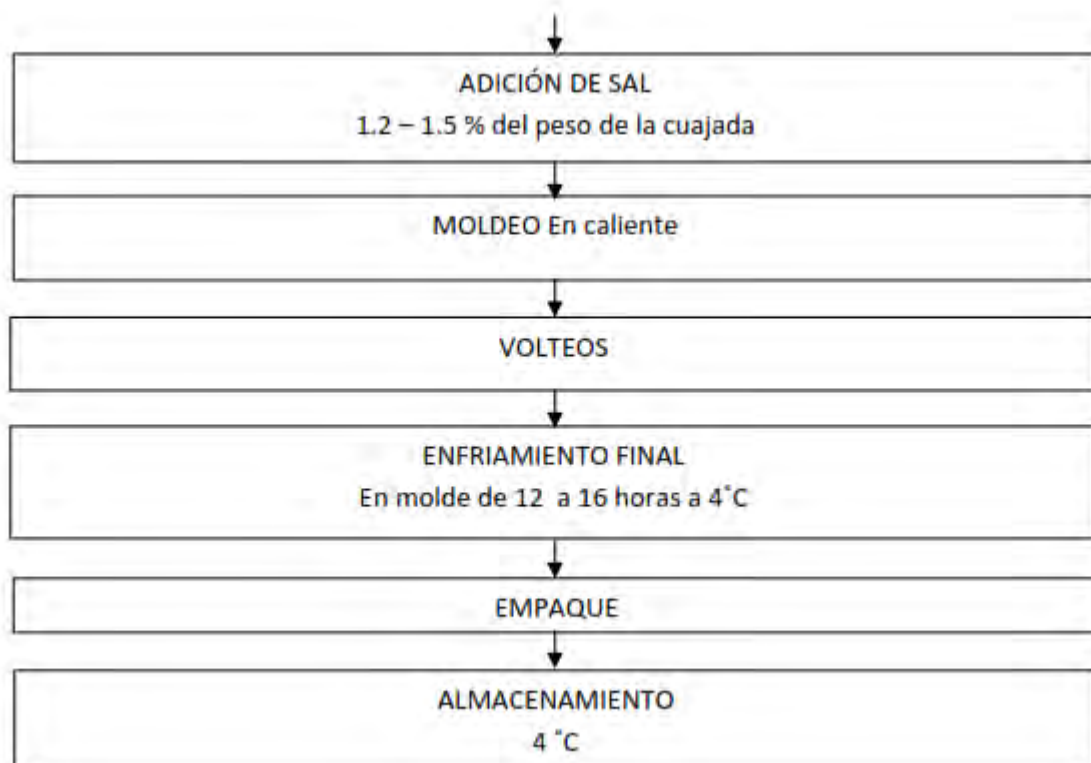 ADICIÓN DE SAL
1.2 – 1.5 % del peso de la cuajada
MOLDEO En caliente
VOLTEOS
ENFRIAMIENTO FINAL
En molde de 12 a 16 horas a 4˚C
EMPAQUE
ALMACENAMIENTO
4 ˚C